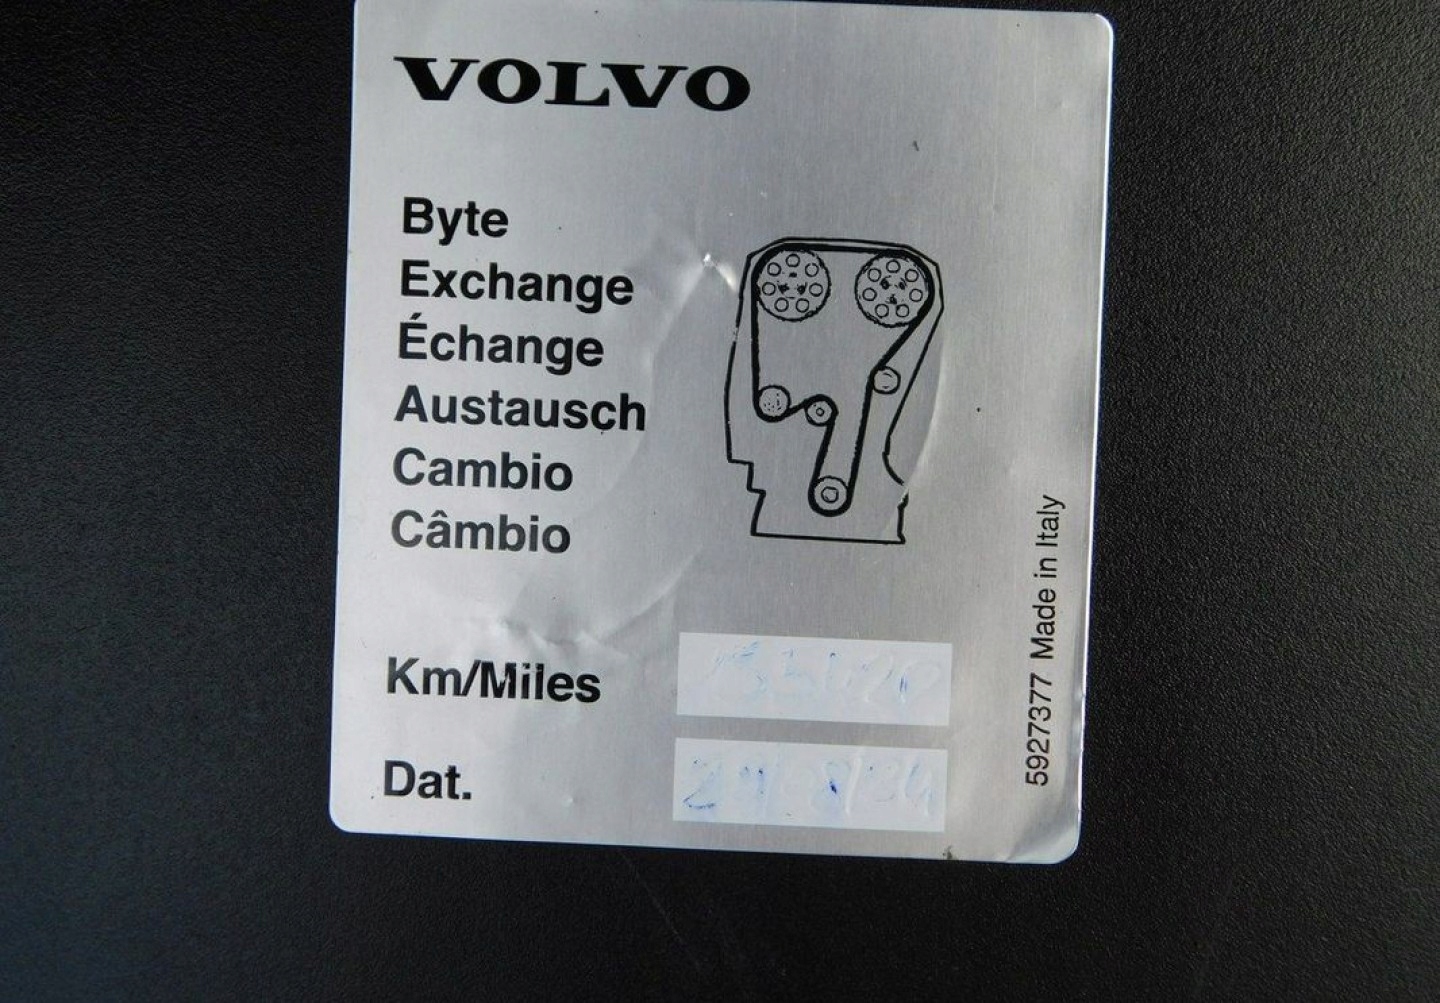 VOLVO
Byte
Exchange
Échange
Austausch
Cambio
Câmbio
Km/Miles
Dat.
5927377 Made in Italy